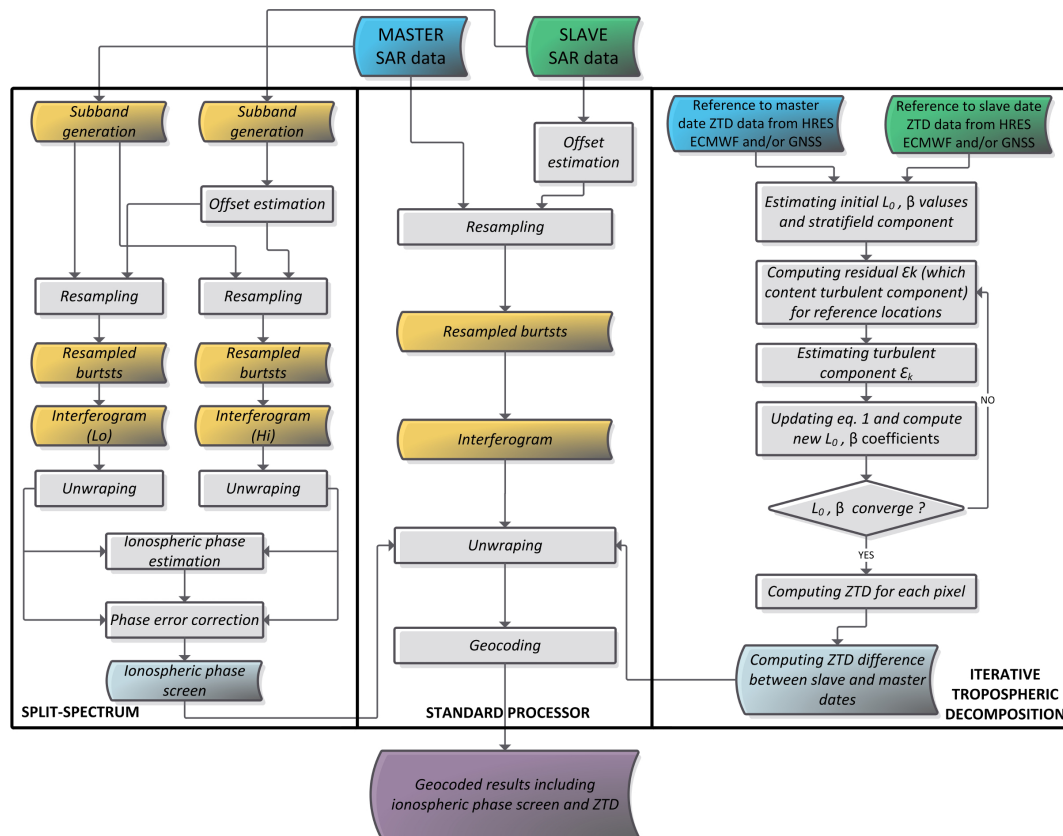 MASTER
SAR data
SLAVE
SAR data
Subband
generation
Subband
generation
Offset estimation
Resampling
Resampling
Resampled
burtsts
Resampled
burtsts
Interferogram
(Lo)
Interferogram
(Hi)
Unwraping
Unwraping
Ionospheric phase
estimation
Phase error correction
Ionospheric phase
screen
SPLIT-SPECTRUM
Offset
estimation
Resampling
Resampled burtsts
Interferogram
Unwraping
Geocoding
STANDARD PROCESSOR
Reference to master
date ZTD data from HRES
ECMWF and/or GNSS
Reference to slave date
ZTD data from HRES
ECMWF and/or GNSS
Estimating initial L₀ , β valuses
and stratifield component
Computing residual Ɛk (which
content turbulent component)
for reference locations
Estimating turbulent
component Ɛₖ
Updating eq. 1 and compute
new L₀ , β coefficients
NO
L₀ , β converge ?
YES
Computing ZTD for each pixel
Computing ZTD difference
between slave and master
dates
ITERATIVE
TROPOSPHERIC
DECOMPOSITION
Geocoded results including
ionospheric phase screen and ZTD